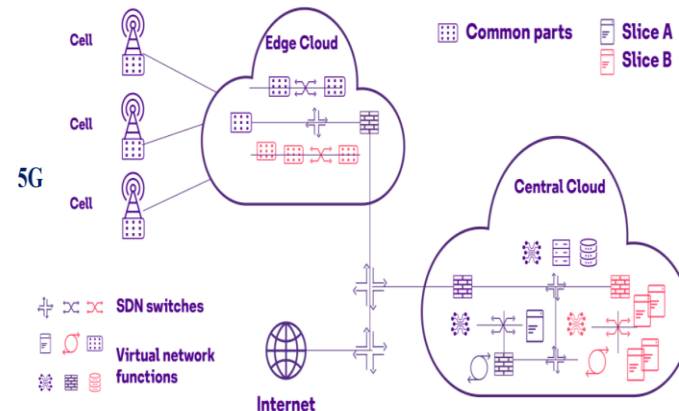 Cell
Edge Cloud
Common parts
Slice A
Slice B
Cell
5G
Cell
Central Cloud
SDN switches
Virtual network
functions
Internet